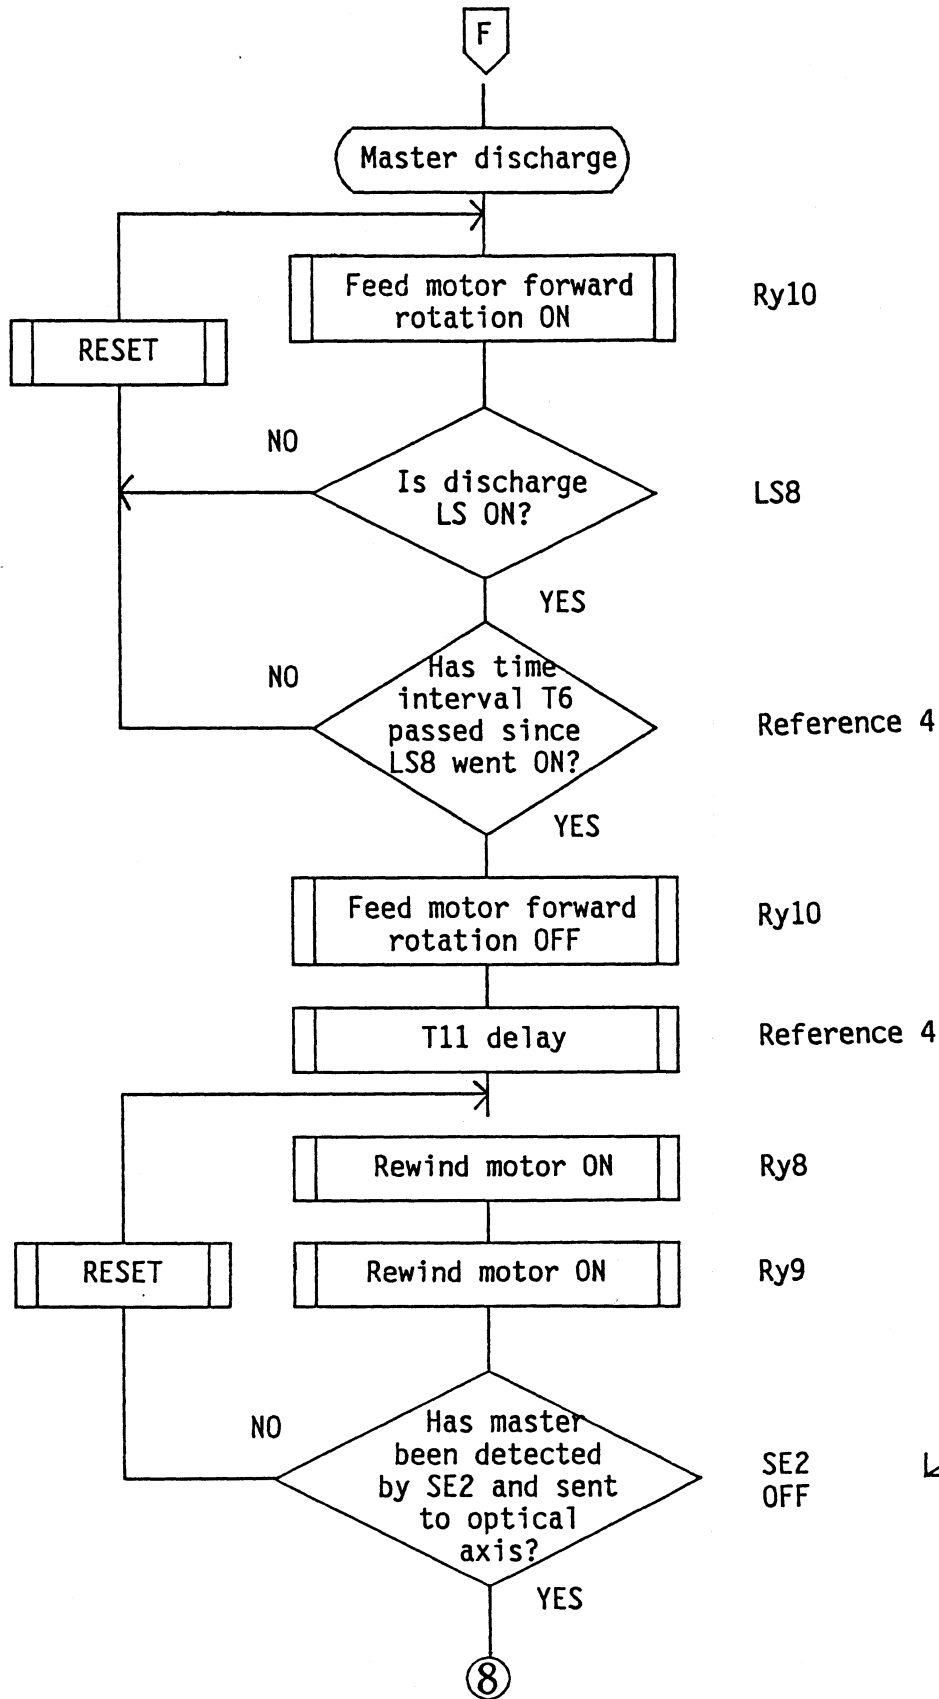 F
Master discharge
Feed motor forward
rotation ON
Ry10
RESET
NO
Is discharge
LS ON?
LS8
YES
NO
Has time
interval T6
passed since
LS8 went ON?
Reference 4
YES
Feed motor forward
rotation OFF
Ry10
T11 delay
Reference 4
Rewind motor ON
Ry8
RESET
Rewind motor ON
Ry9
NO
Has master
been detected
by SE2 and sent
to optical
axis?
SE2
OFF
YES
8